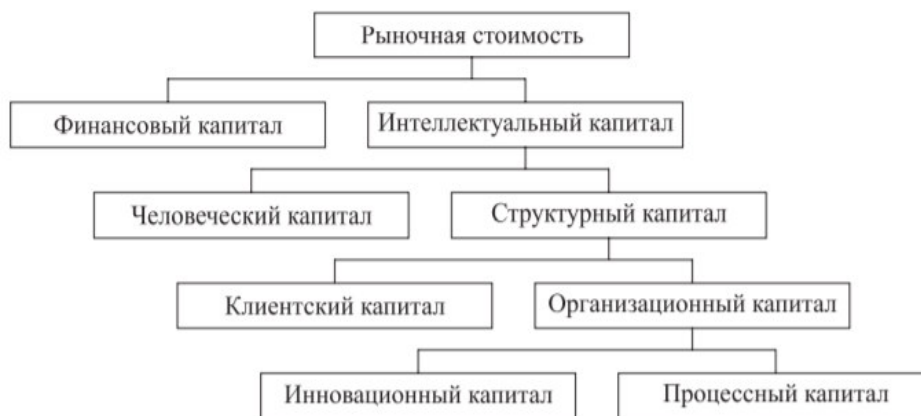 Рыночная стоимость
Финансовый капитал
Интеллектуальный капитал
Человеческий капитал
Структурный капитал
Клиентский капитал
Организационный капитал
Инновационный капитал
Процессный капитал